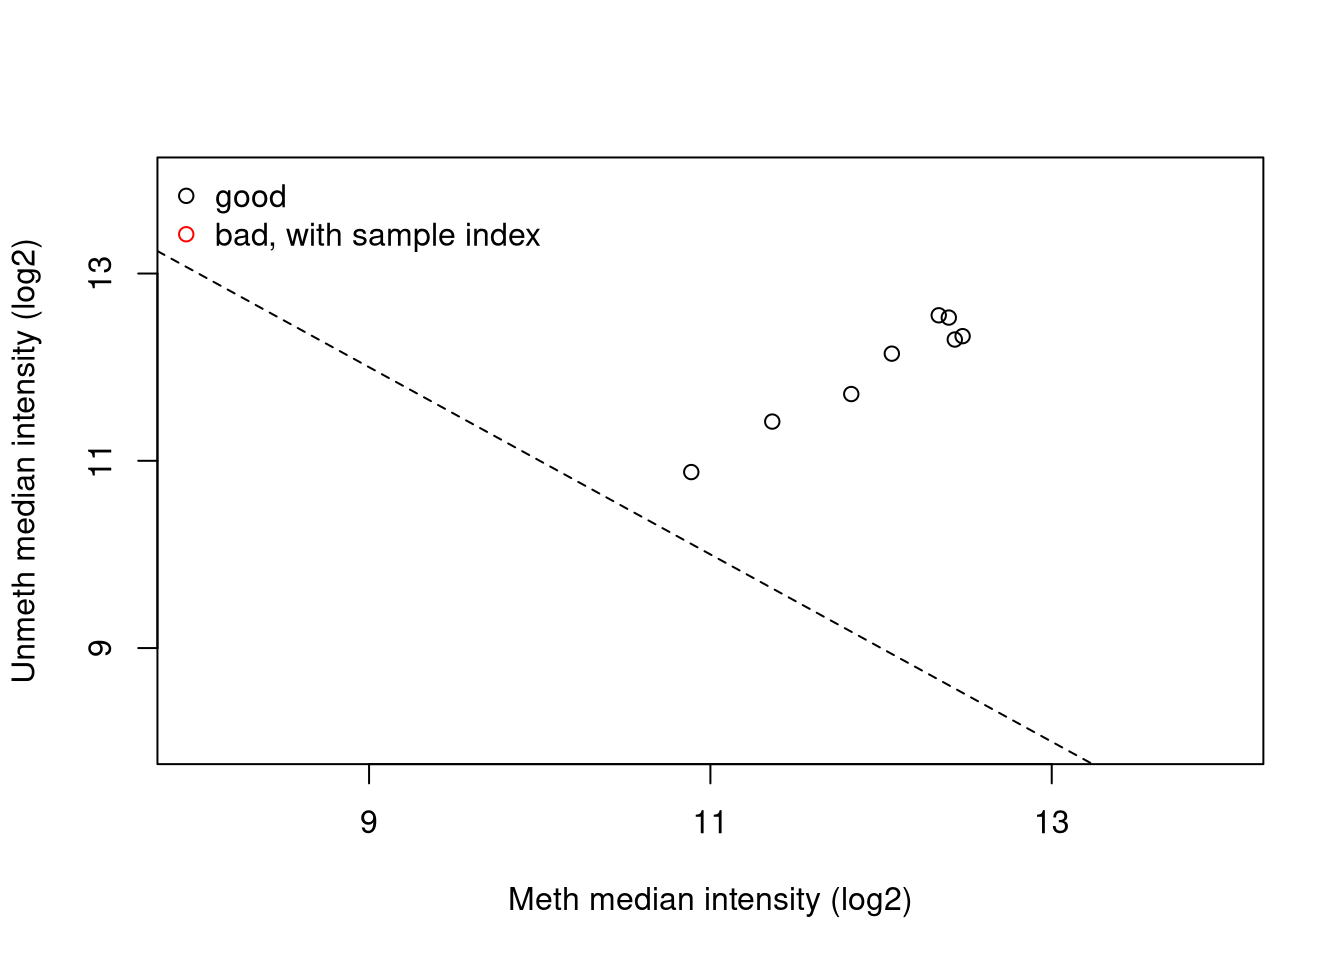 good
bad, with sample index
Unmeth median intensity (log2)
13
11
9
9
11
13
Meth median intensity (log2)